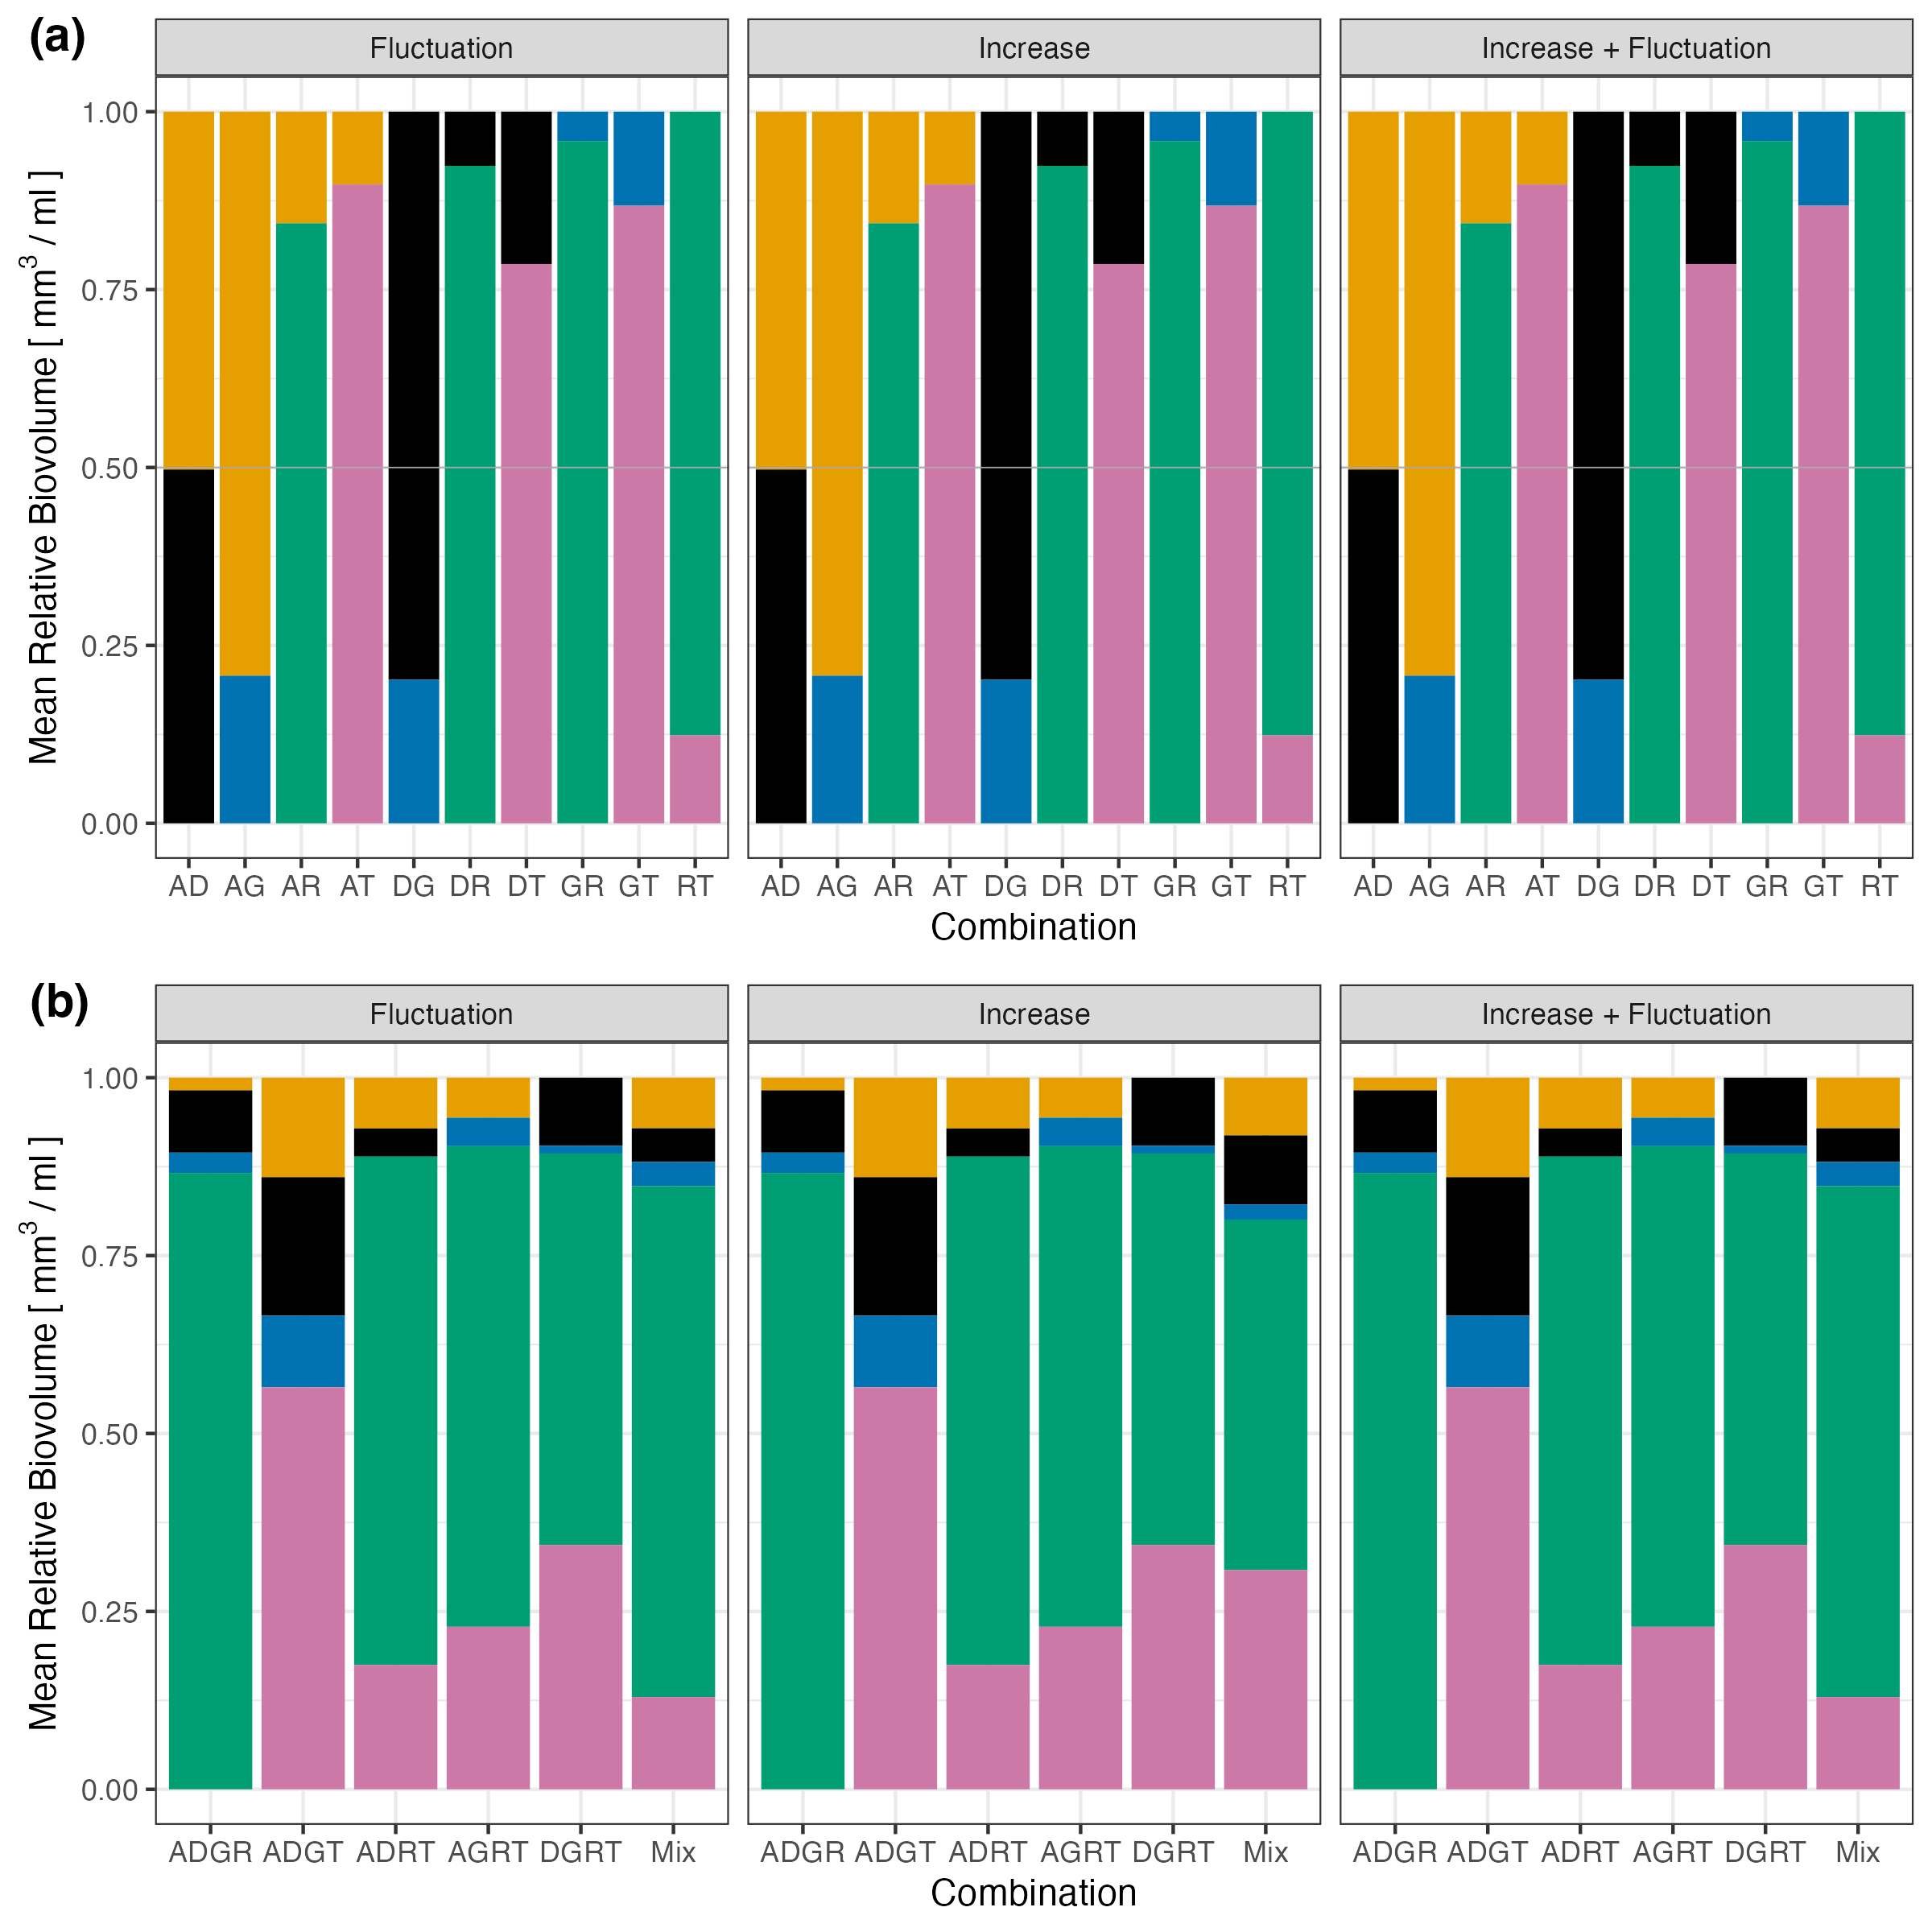 (a)
Fluctuation
Increase
Increase + Fluctuation
Mean Relative Biovolume [ mm³ / ml ]
1.00
0.75
0.50
0.25
0.00
AD AG AR AT DG DR DT GR GT RT
AD AG AR AT DG DR DT GR GT RT
AD AG AR AT DG DR DT GR GT RT
Combination
(b)
Fluctuation
Increase
Increase + Fluctuation
Mean Relative Biovolume [ mm³ / ml ]
1.00
0.75
0.50
0.25
0.00
ADGR ADGT ADRT AGRT DGRT Mix
ADGR ADGT ADRT AGRT DGRT Mix
ADGR ADGT ADRT AGRT DGRT Mix
Combination